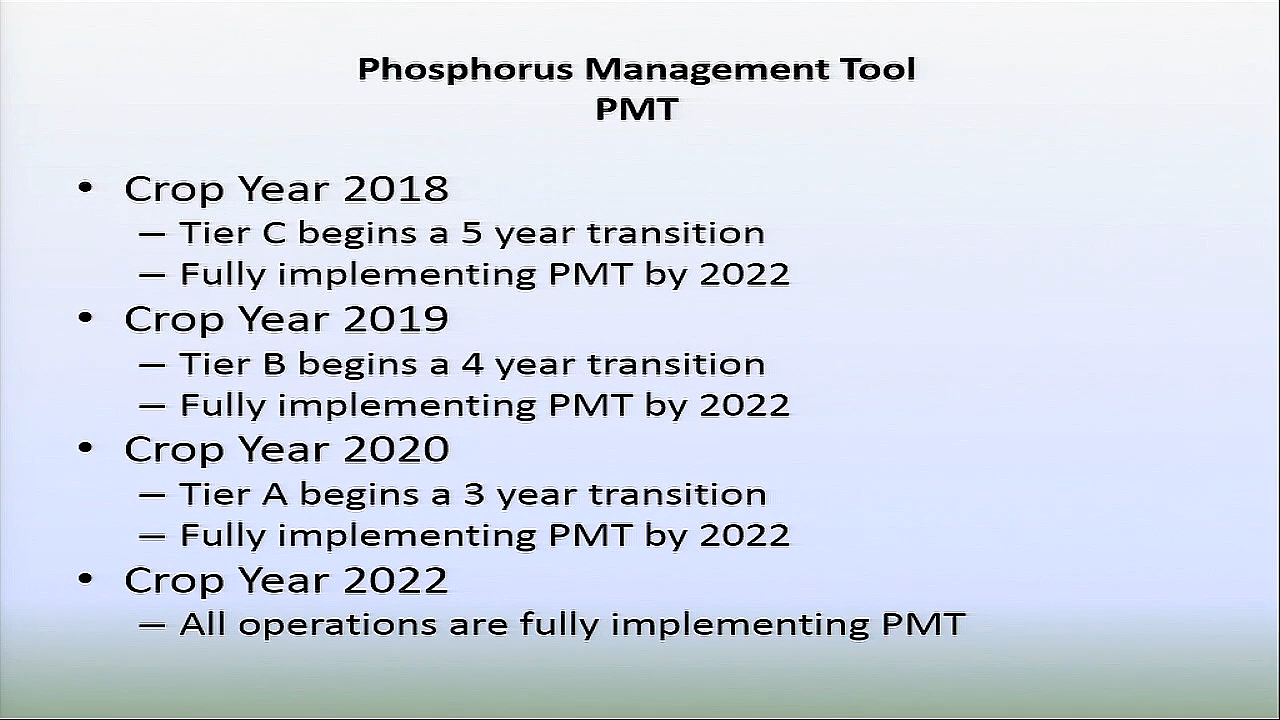 Phosphorus Management Tool
PMT
• Crop Year 2018
– Tier C begins a 5 year transition
– Fully implementing PMT by 2022
• Crop Year 2019
– Tier B begins a 4 year transition
– Fully implementing PMT by 2022
• Crop Year 2020
– Tier A begins a 3 year transition
– Fully implementing PMT by 2022
• Crop Year 2022
– All operations are fully implementing PMT